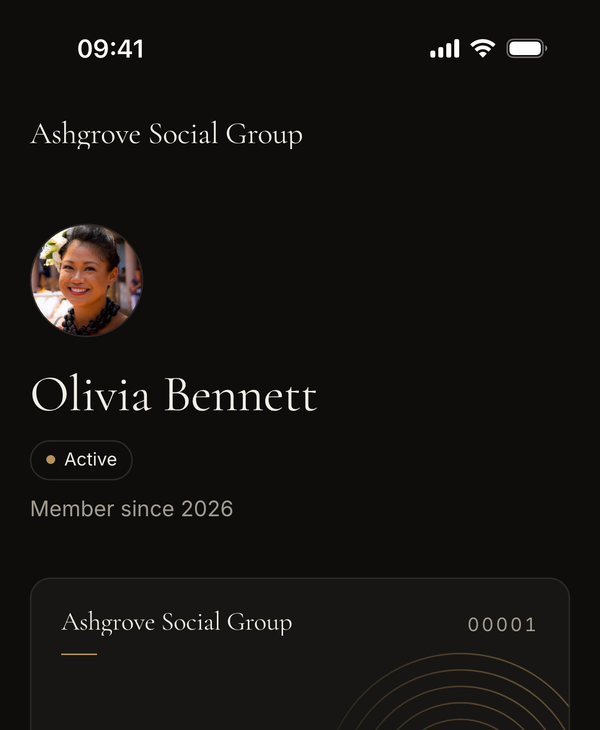 09:41
Ashgrove Social Group
Olivia Bennett
Active
Member since 2026
Ashgrove Social Group 00001